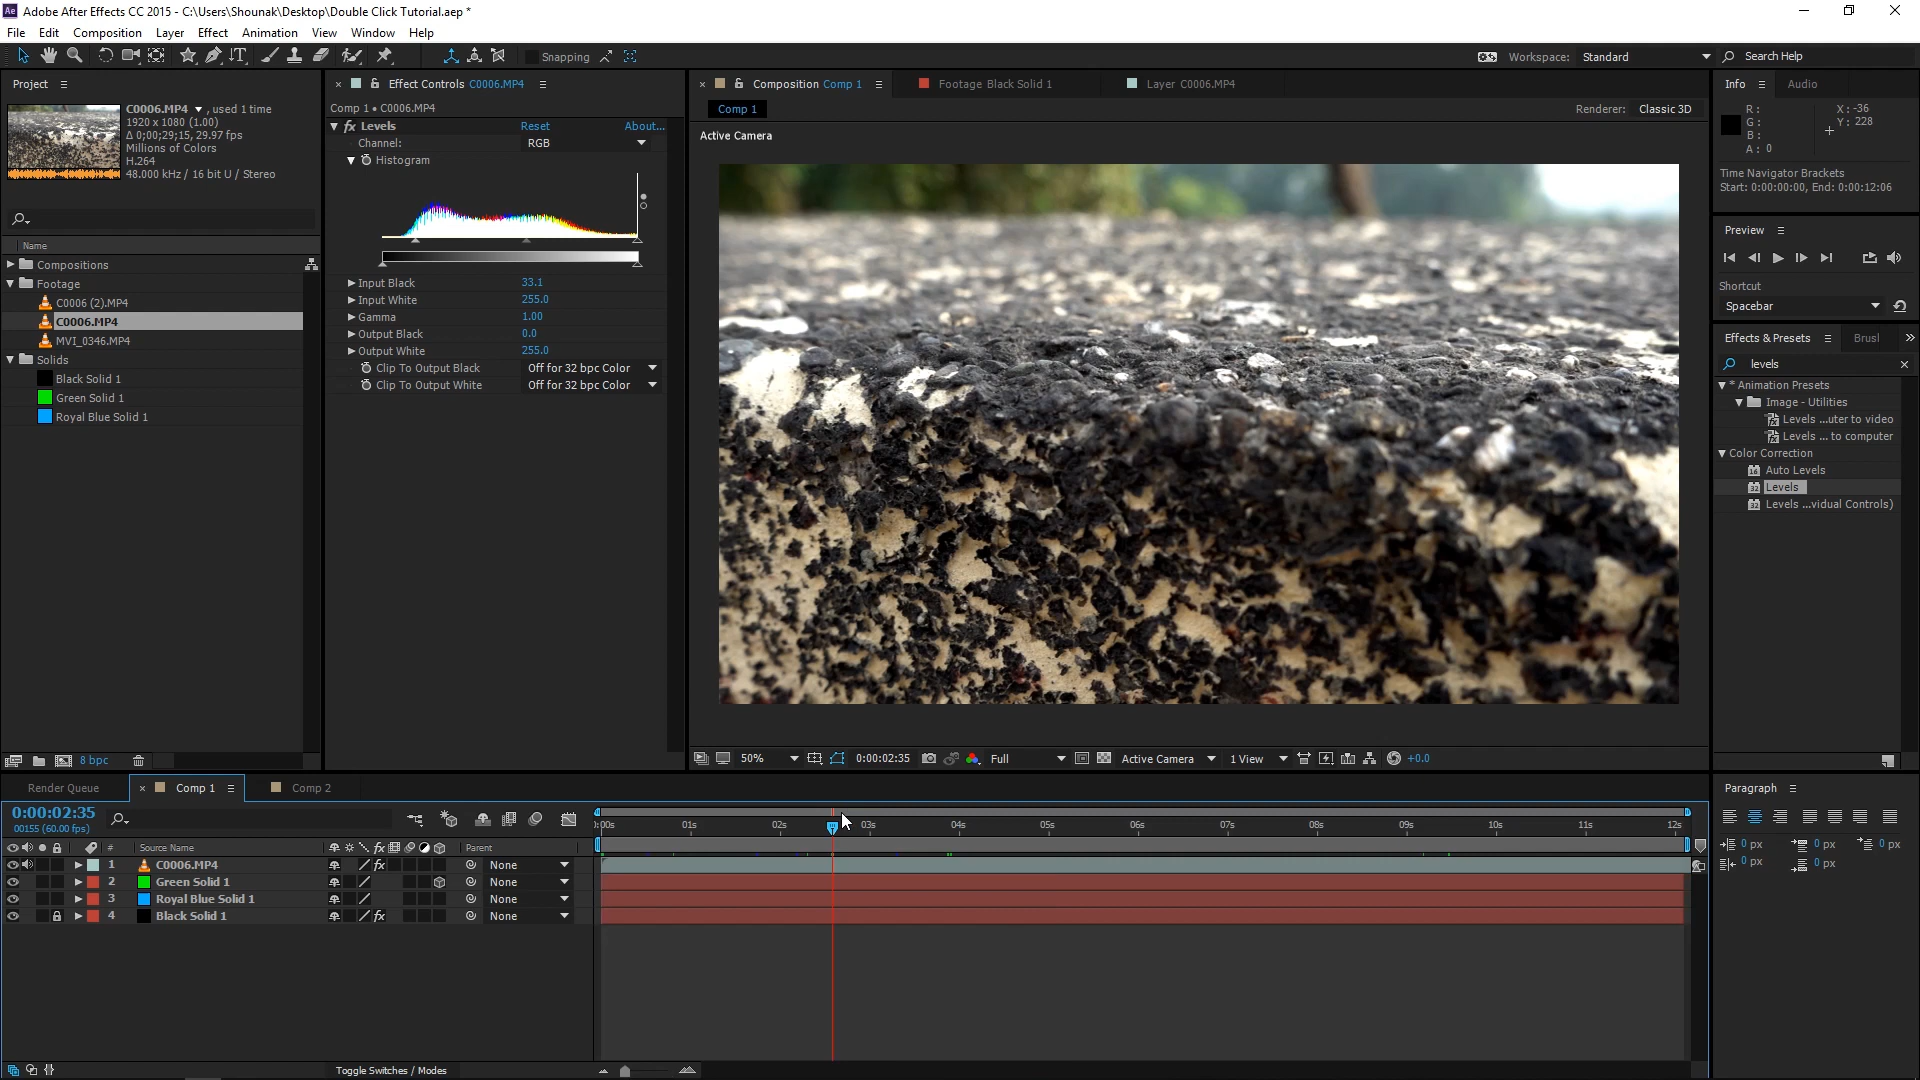 Adobe After Effects CC 2015 - C:\Users\Shounak\Desktop\Double Click Tutorial.aep *
File Edit Composition Layer Effect Animation View Window Help
Snapping
Workspace: Standard
Search Help
Project
C0006.MP4 , used 1 time
1920 x 1080 (1.00)
Δ 0;00;29;15, 29.97 fps
Millions of Colors
H.264
48.000 kHz / 16 bit U / Stereo
Name
Compositions
Footage
C0006 (2).MP4
C0006.MP4
MVI_0346.MP4
Solids
Black Solid 1
Green Solid 1
Royal Blue Solid 1
8 bpc
Effect Controls C0006.MP4
Comp 1 • C0006.MP4
fx Levels Reset About...
Channel: RGB
Histogram
Input Black 33.1
Input White 255.0
Gamma 1.00
Output Black 0.0
Output White 255.0
Clip To Output Black Off for 32 bpc Color
Clip To Output White Off for 32 bpc Color
Composition Comp 1
Footage Black Solid 1
Layer C0006.MP4
Comp 1
Renderer: Classic 3D
Active Camera
50% 0:00:02:35 Full Active Camera 1 View +0.0
Info Audio
R :
G :
B :
A : 0
X : -36
Y : 228
Time Navigator Brackets
Start: 0:00:00:00, End: 0:00:12:06
Preview
Shortcut
Spacebar
Effects & Presets Brusl
levels
* Animation Presets
Image - Utilities
Levels ...uter to video
Levels ... to computer
Color Correction
Auto Levels
Levels
Levels ...vidual Controls)
Render Queue Comp 1 Comp 2
0:00:02:35
00155 (60.00 fps)
:00s 01s 02s 03s 04s 05s 06s 07s 08s 09s 10s 11s 12s
# Source Name fx Parent
1 C0006.MP4 fx None
2 Green Solid 1 None
3 Royal Blue Solid 1 None
4 Black Solid 1 fx None
Toggle Switches / Modes
Paragraph
0 px 0 px 0 px
0 px 0 px